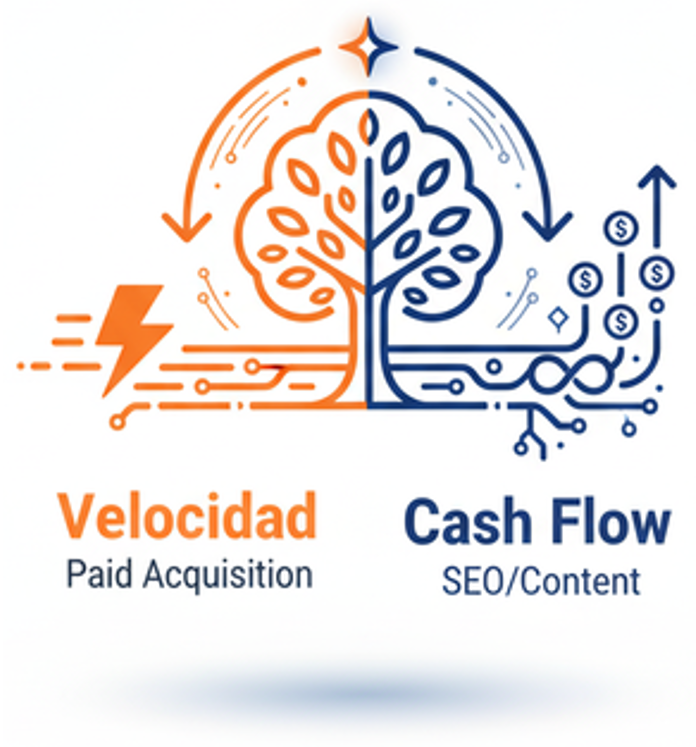 Velocidad
Paid Acquisition
Cash Flow
SEO/Content
$
$
$
$